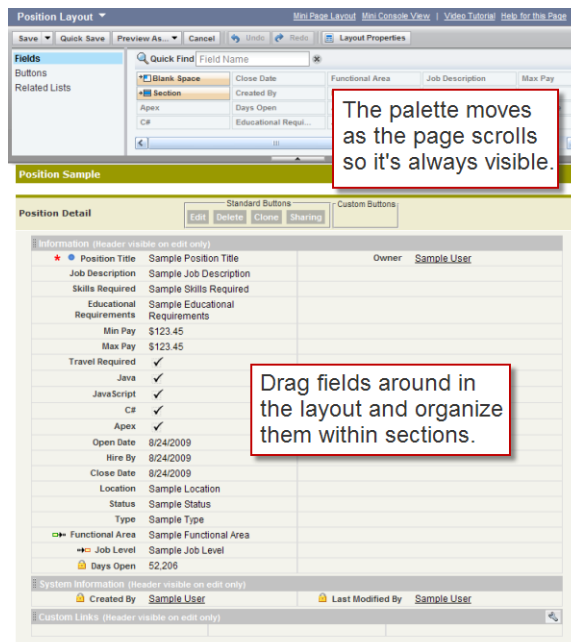 Position Layout
Mini Page Layout Mini Console View | Video Tutorial Help for this Page
Save Quick Save Preview As... Cancel Undo Redo Layout Properties
Fields
Buttons
Related Lists
Quick Find Field Name
Blank Space Close Date Functional Area Job Description Max Pay
Section Created By
Apex Days Open
C# Educational Requi...
The palette moves
as the page scrolls
so it's always visible.
Position Sample
Position Detail
Standard Buttons
Edit Delete Clone Sharing
Custom Buttons
Information (Header visible on edit only)
* Position Title Sample Position Title Owner Sample User
Job Description Sample Job Description
Skills Required Sample Skills Required
Educational Requirements Sample Educational Requirements
Min Pay $123.45
Max Pay $123.45
Travel Required ✓
Java ✓
JavaScript ✓
C# ✓
Apex ✓
Drag fields around in
the layout and organize
them within sections.
Open Date 8/24/2009
Hire By 8/24/2009
Close Date 8/24/2009
Location Sample Location
Status Sample Status
Type Sample Type
Functional Area Sample Functional Area
Job Level Sample Job Level
Days Open 52,206
System Information (Header visible on edit only)
Created By Sample User Last Modified By Sample User
Custom Links (Header visible on edit only)